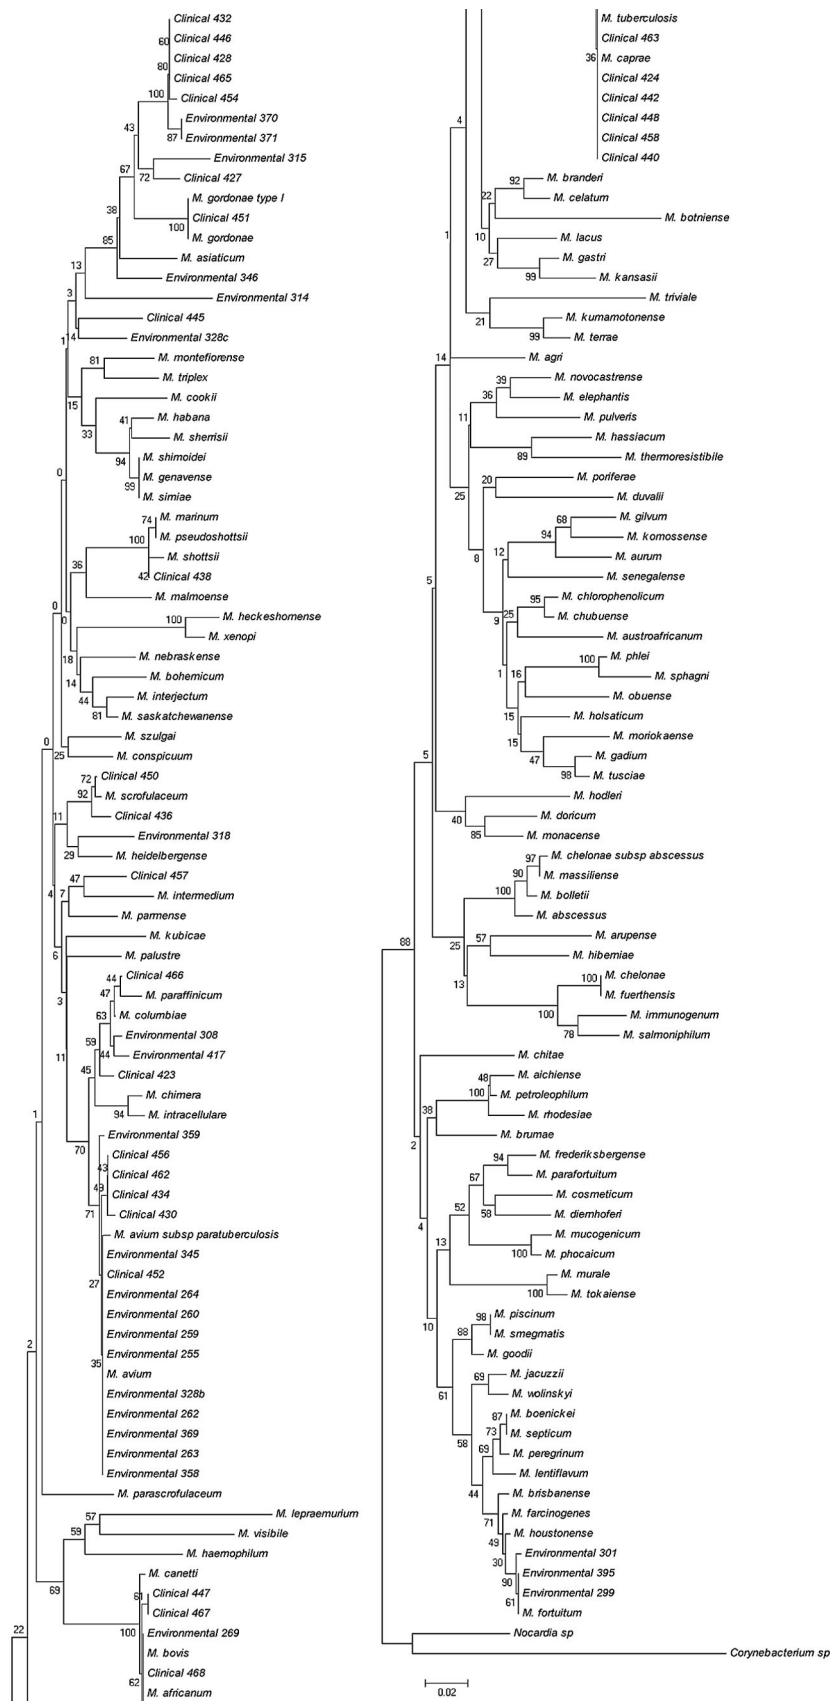 Clinical 432
60
Clinical 446
80
Clinical 428
Clinical 465
100
Clinical 454
43
Environmental 370
87
Environmental 371
67
Environmental 315
72
Clinical 427
M. gordonae type I
38
Clinical 451
100
M. gordonae
85
M. asiaticum
13
Environmental 346
3
Environmental 314
Clinical 445
1
14
Environmental 328c
81
M. montefiorense
M. triplex
15
M. cookii
41
M. habana
33
M. sherrisii
94
M. shimoidei
0
99
M. genavense
M. simiae
74
M. marinum
100
M. pseudoshottsii
36
M. shottsii
42
Clinical 438
M. malmoense
0
0
100
M. heckeshornense
M. xenopi
18
M. nebraskense
14
M. bohemicum
44
M. interjectum
81
M. saskatchewanense
0
M. szulgai
25
M. conspicuum
72
Clinical 450
92
M. scrofulaceum
11
Clinical 436
Environmental 318
29
M. heidelbergense
47
Clinical 457
4
7
M. intermedium
M. parmense
M. kubicae
6
M. palustre
44
Clinical 466
3
47
M. paraffinicum
63
M. columbiae
59
Environmental 308
11
44
Environmental 417
45
Clinical 423
M. chimera
1
94
M. intracellulare
70
Environmental 359
Clinical 456
43
Clinical 462
49
Clinical 434
71
Clinical 430
M. avium subsp paratuberculosis
Environmental 345
27
Clinical 452
Environmental 264
Environmental 260
Environmental 259
2
35
Environmental 255
M. avium
Environmental 328b
Environmental 262
Environmental 369
Environmental 263
Environmental 358
M. parascrofulaceum
57
M. lepraemurium
59
M. visibile
M. haemophilum
69
M. canetti
61
Clinical 447
Clinical 467
22
100
Environmental 269
M. bovis
62
Clinical 468
M. africanum
M. tuberculosis
Clinical 463
36
M. caprae
Clinical 424
Clinical 442
4
Clinical 448
Clinical 458
Clinical 440
92
M. branderi
22
M. celatum
M. botniense
1
10
M. lacus
27
M. gastri
99
M. kansasii
M. triviale
21
M. kumamotonense
99
M. terrae
14
M. agri
39
M. novocastrense
36
M. elephantis
11
M. pulveris
M. hassiacum
89
M. thermoresistibile
20
M. poriferae
25
M. duvalii
68
M. gilvum
94
M. komossense
8
12
M. aurum
M. senegalense
5
95
M. chlorophenolicum
9
25
M. chubuense
M. austroafricanum
100
M. phlei
1
16
M. sphagni
M. obuense
15
M. holsaticum
15
M. moriokaense
5
47
M. gadium
98
M. tusciae
M. hodleri
40
M. doricum
85
M. monacense
97
M. chelonae subsp abscessus
90
M. massiliense
100
M. bolletii
M. abscessus
88
25
57
M. arupense
M. hiberniae
13
100
M. chelonae
M. fuerthensis
100
M. immunogenum
78
M. salmoniphilum
M. chitae
48
M. aichiense
100
M. petroleophilum
38
M. rhodesiae
2
M. brumae
94
M. frederiksbergense
67
M. parafortuitum
M. cosmeticum
52
58
M. diernhoferi
4
M. mucogenicum
13
100
M. phocaicum
M. murale
100
M. tokaiense
98
M. piscinum
10
88
M. smegmatis
M. goodii
69
M. jacuzzii
61
M. wolinskyi
87
M. boenickei
73
M. septicum
58
69
M. peregrinum
M. lentiflavum
44
M. brisbanense
71
M. farcinogenes
49
M. houstonense
30
Environmental 301
90
Environmental 395
61
Environmental 299
M. fortuitum
Nocardia sp
Corynebacterium sp
0.02